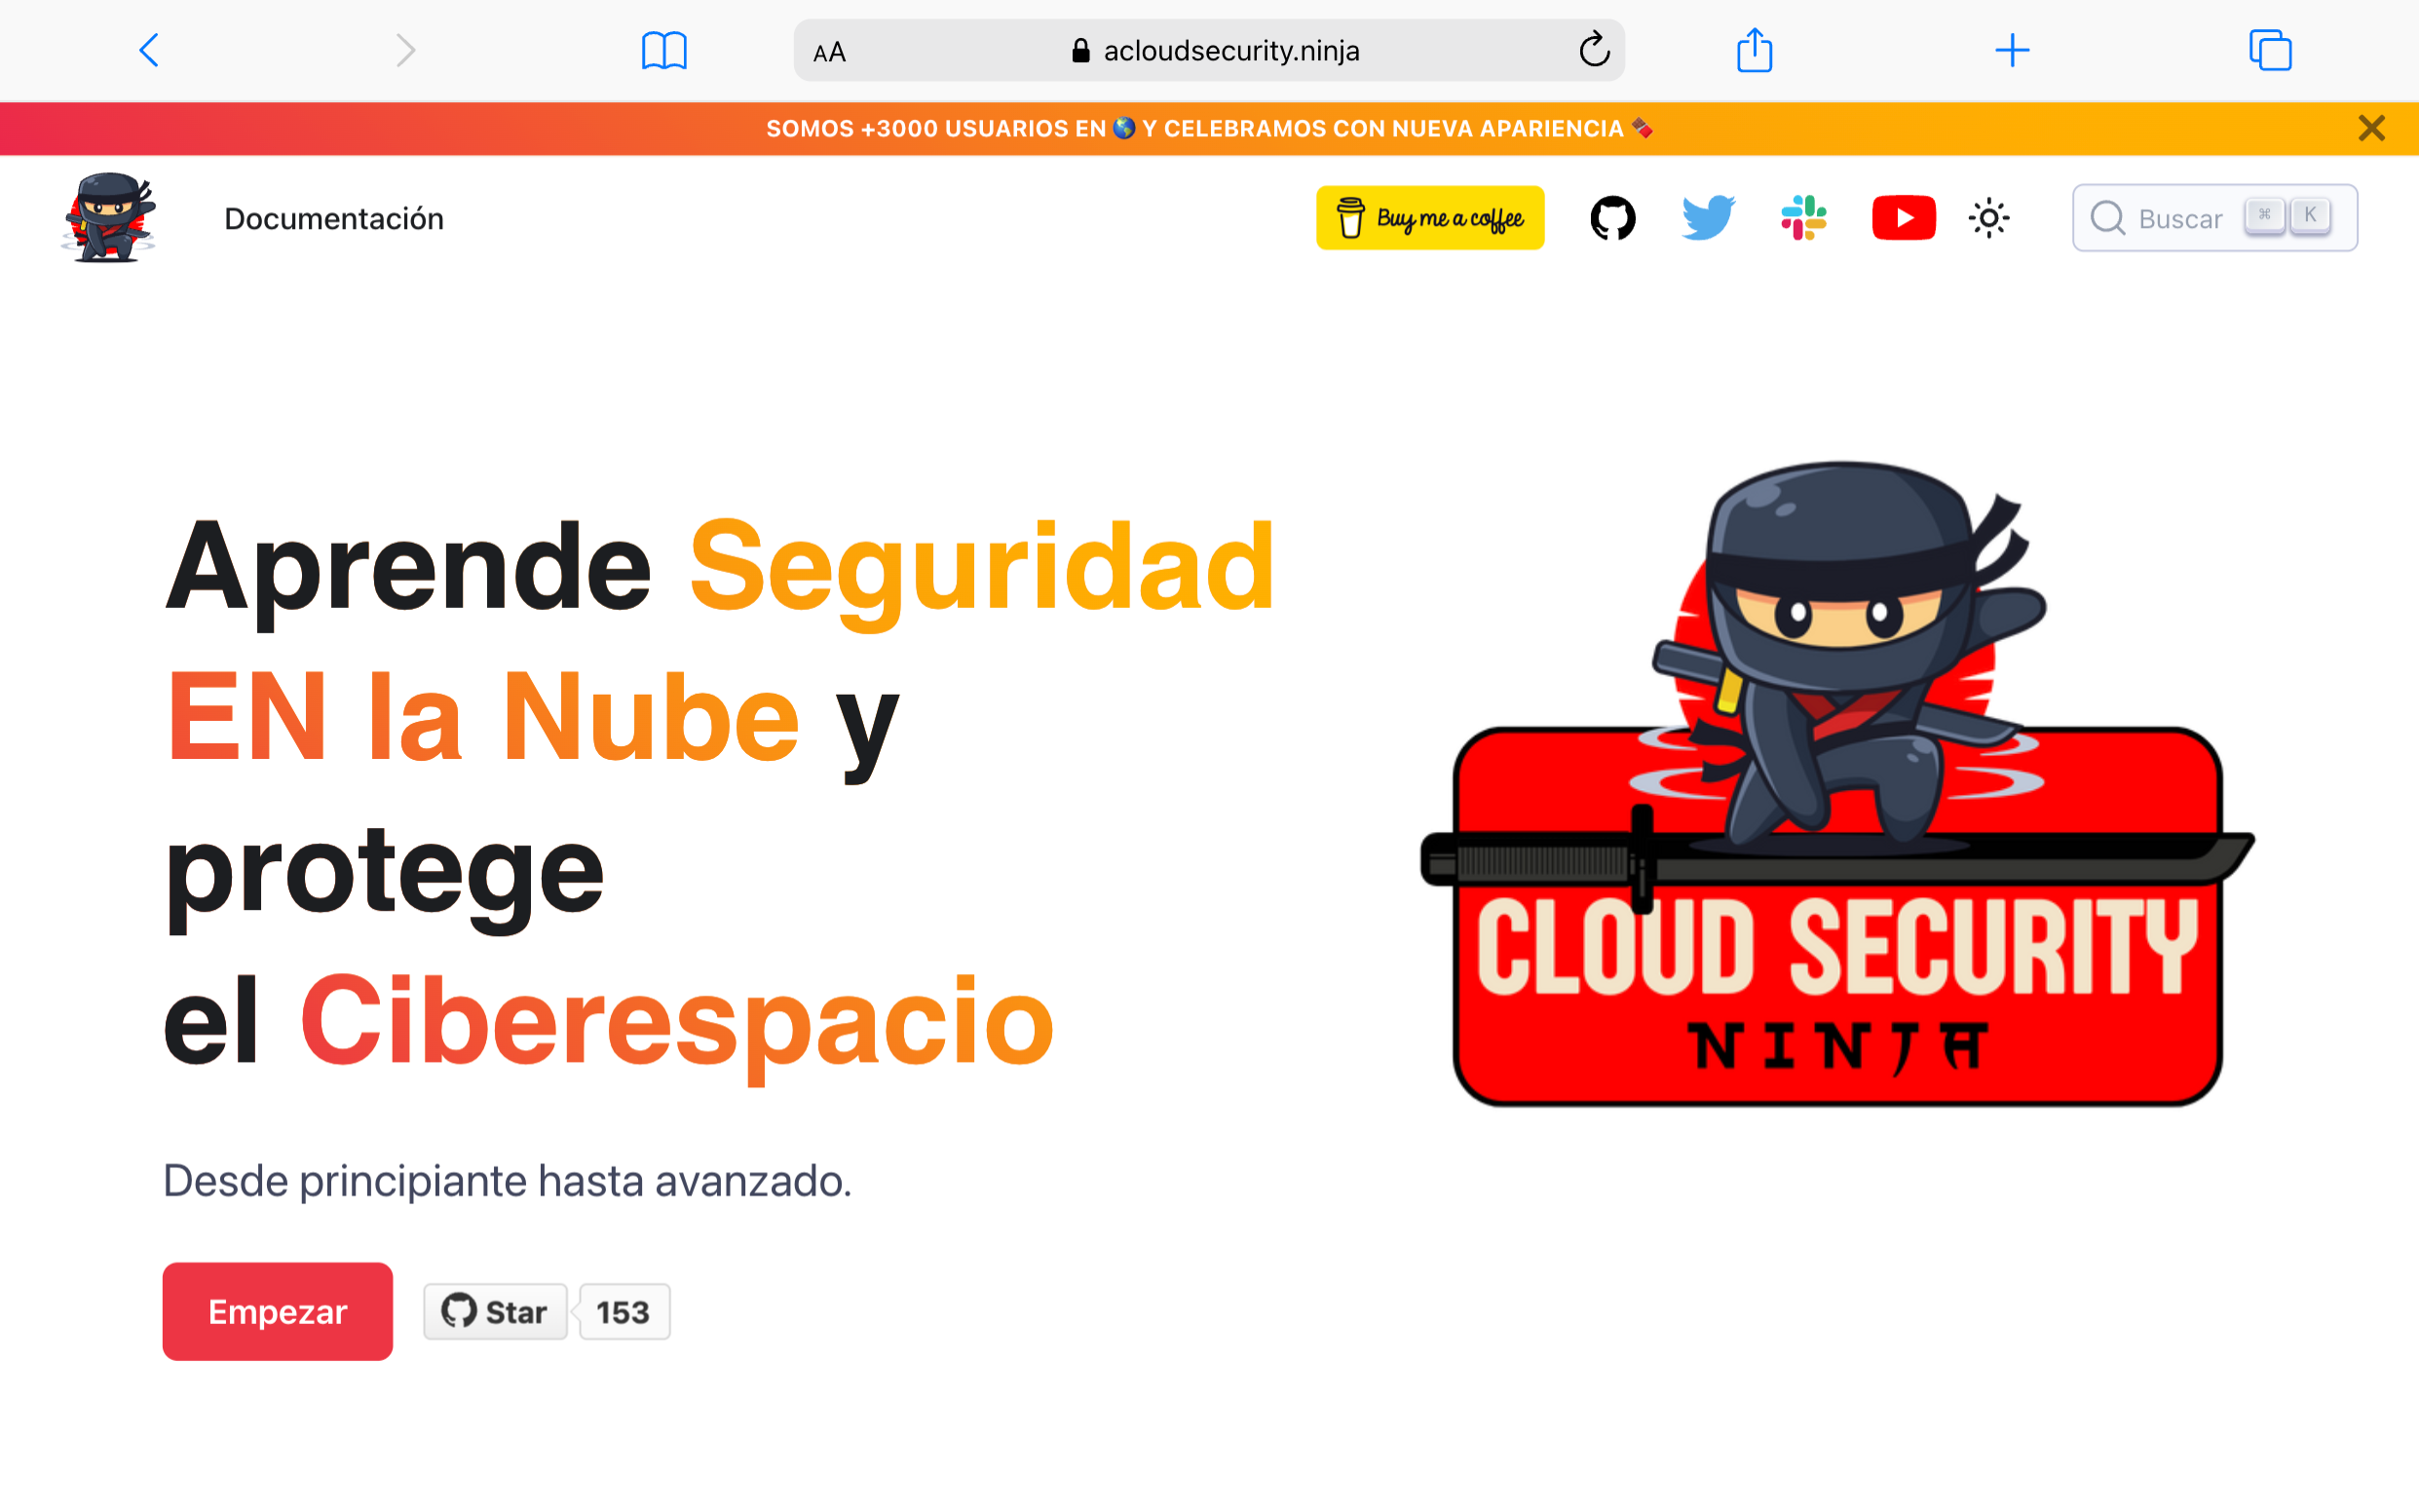 AA acloudsecurity.ninja
SOMOS +3000 USUARIOS EN 🌎 Y CELEBRAMOS CON NUEVA APARIENCIA 🍫
Documentación
Buy me a coffee
Buscar ⌘ K
Aprende Seguridad
EN la Nube y
protege
el Ciberespacio
CLOUD SECURITY
NINJA
Desde principiante hasta avanzado.
Empezar
Star 153